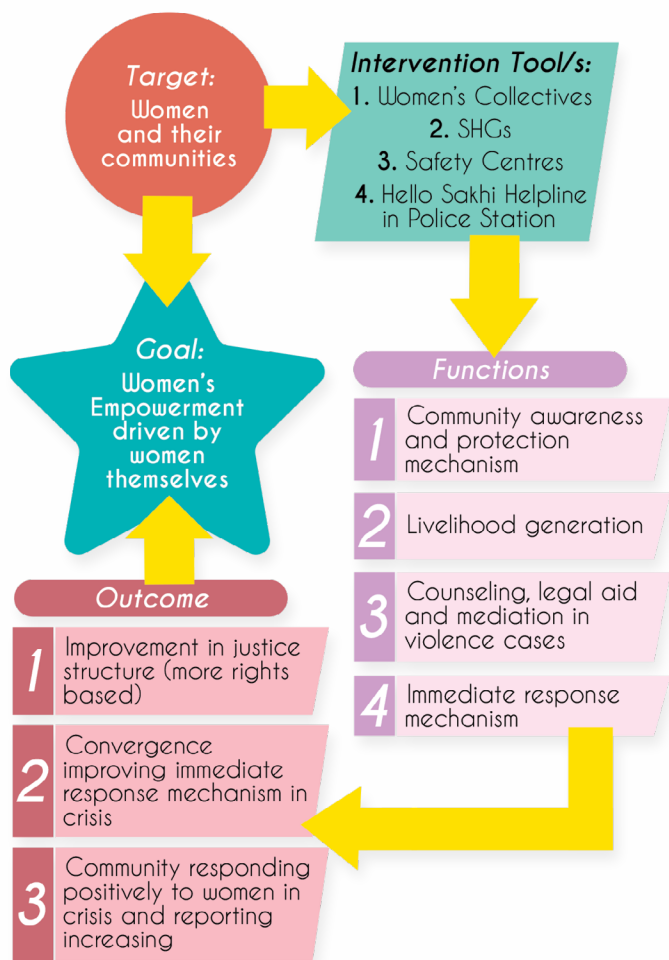 Target:
Women
and their
communities
Intervention Tool/s:
1. Women's Collectives
2. SHGs
3. Safety Centres
4. Hello Sakhi Helpline
in Police Station
Goal:
Women's
Empowerment
driven by
women
themselves
Functions
1 Community awareness
and protection
mechanism
2 Livelihood generation
3 Counseling, legal aid
and mediation in
violence cases
4 Immediate response
mechanism
Outcome
1 Improvement in justice
structure (more rights
based)
2 Convergence
improving immediate
response mechanism in
crisis
3 Community responding
positively to women in
crisis and reporting
increasing